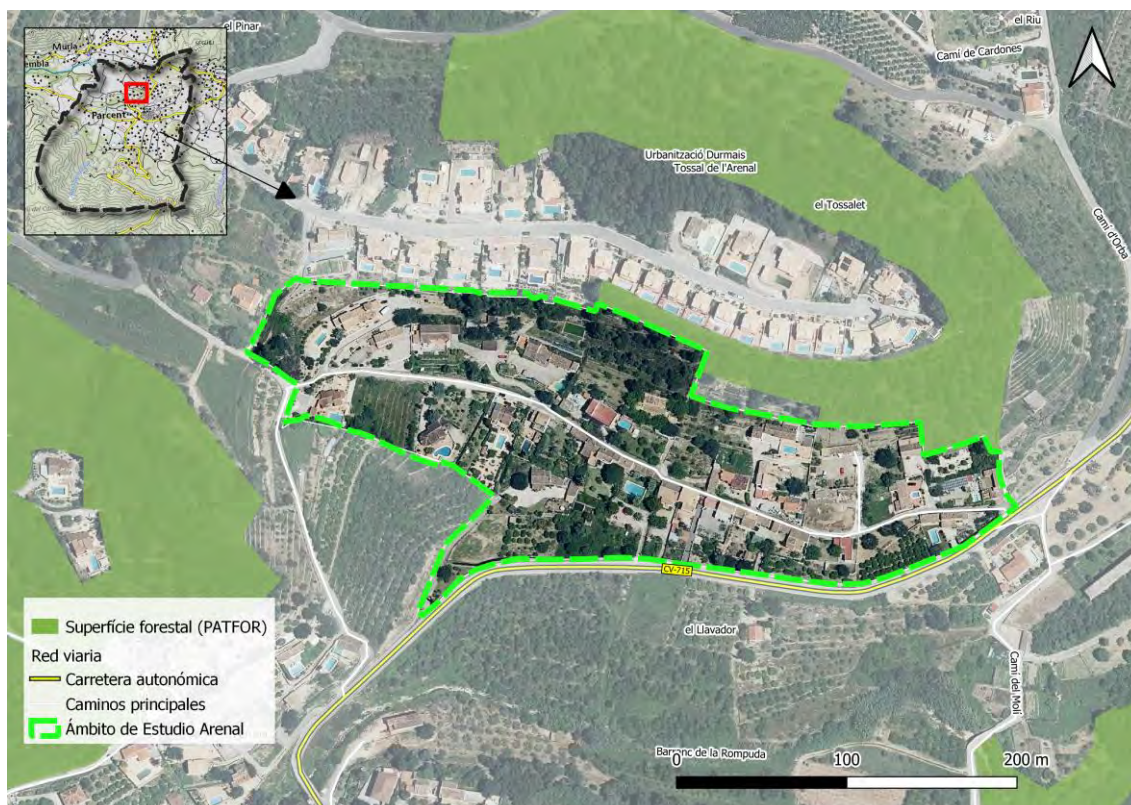 el Pinar
el Riu
Murla
embla
Camí de Cardones
Parcent
Urbanització Durmais
Tossal de l'Arenal
el Tossalet
Camí d'Orba
CV-715
el Llavador
Camí del Molí
Barranc de la Rompuda
Superfície forestal (PATFOR)
Red viaria
Carretera autonómica
Caminos principales
Ámbito de Estudio Arenal
0 100 200 m